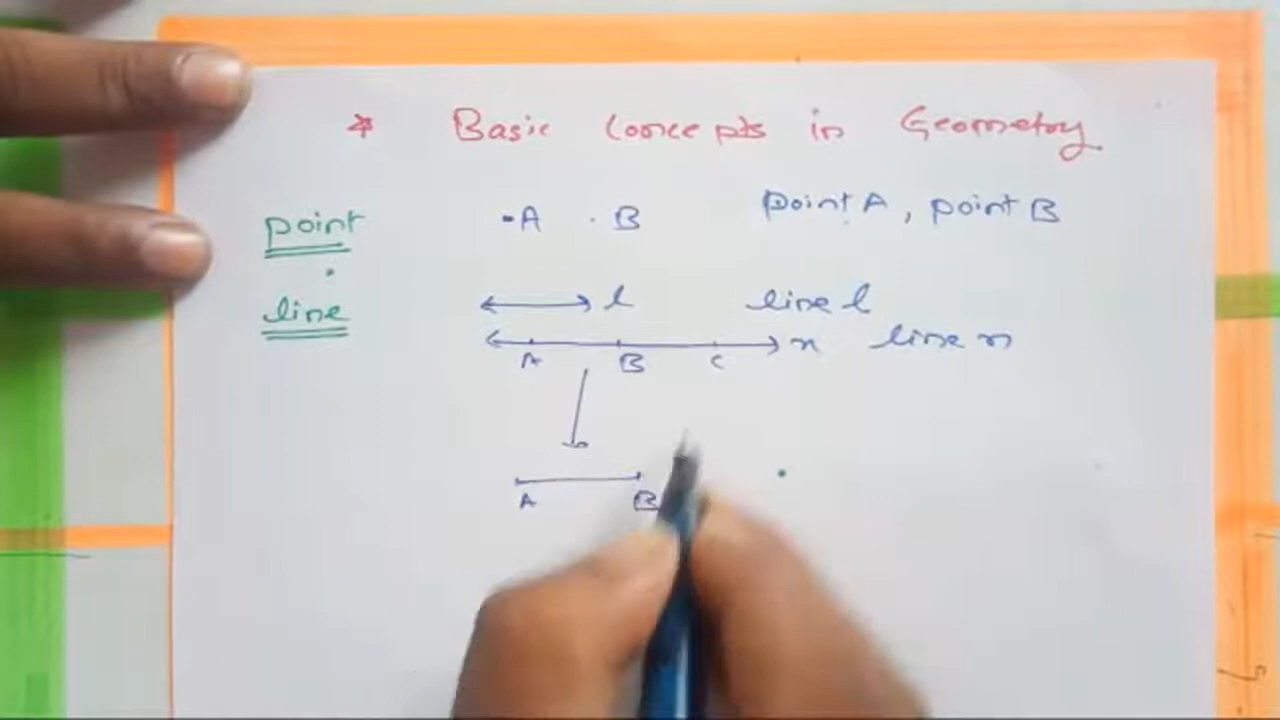 * Basic Concepts in Geometry
point •A •B point A, point B
line l line l
n line n
A B C
A B